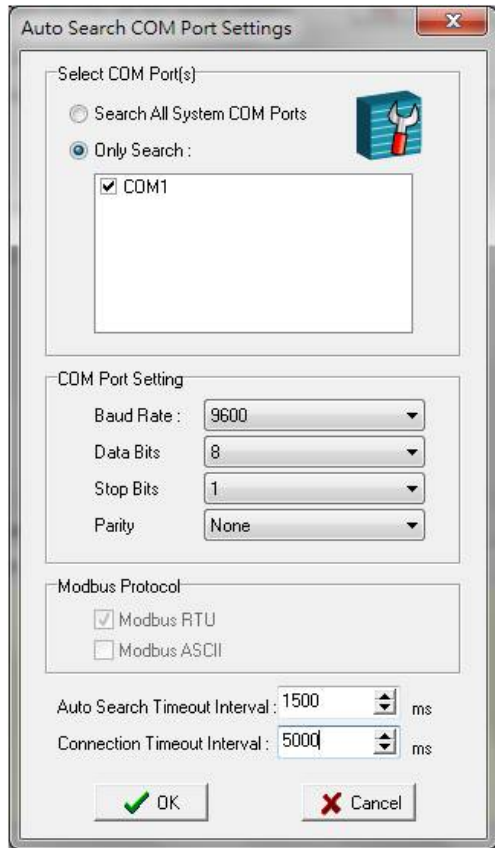 Auto Search COM Port Settings
Select COM Port(s)
Search All System COM Ports
Only Search :
COM1
COM Port Setting
Baud Rate : 9600
Data Bits 8
Stop Bits 1
Parity None
Modbus Protocol
Modbus RTU
Modbus ASCII
Auto Search Timeout Interval : 1500 ms
Connection Timeout Interval : 5000 ms
OK Cancel